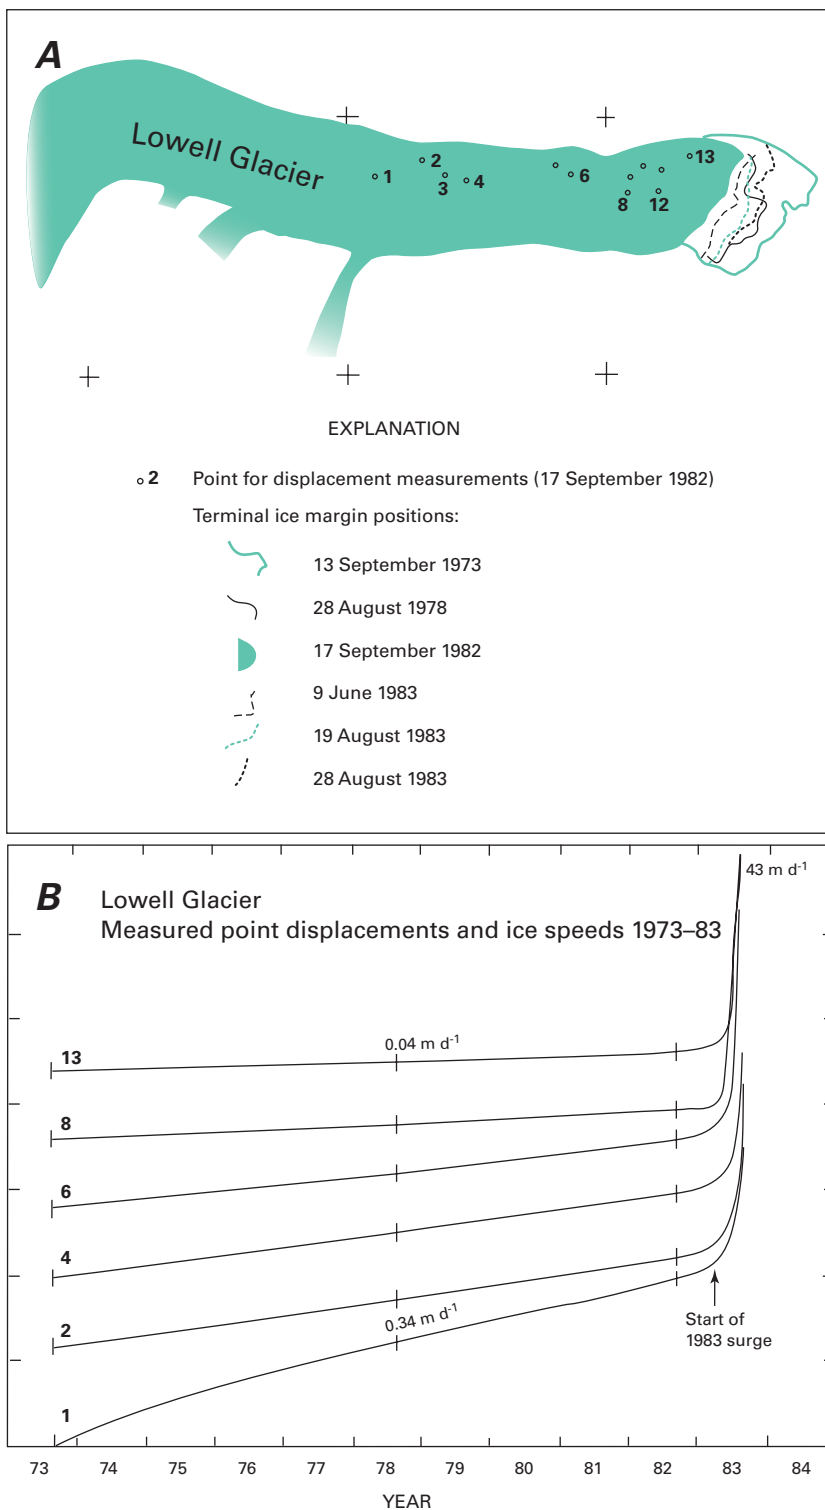 A
Lowell Glacier
1
2
3
4
6
8
12
13
EXPLANATION
2 Point for displacement measurements (17 September 1982)
Terminal ice margin positions:
13 September 1973
28 August 1978
17 September 1982
9 June 1983
19 August 1983
28 August 1983
B
Lowell Glacier
Measured point displacements and ice speeds 1973–83
43 m d-1
0.04 m d-1
13
8
6
4
2
0.34 m d-1
1
Start of
1983 surge
73 74 75 76 77 78 79 80 81 82 83 84
YEAR